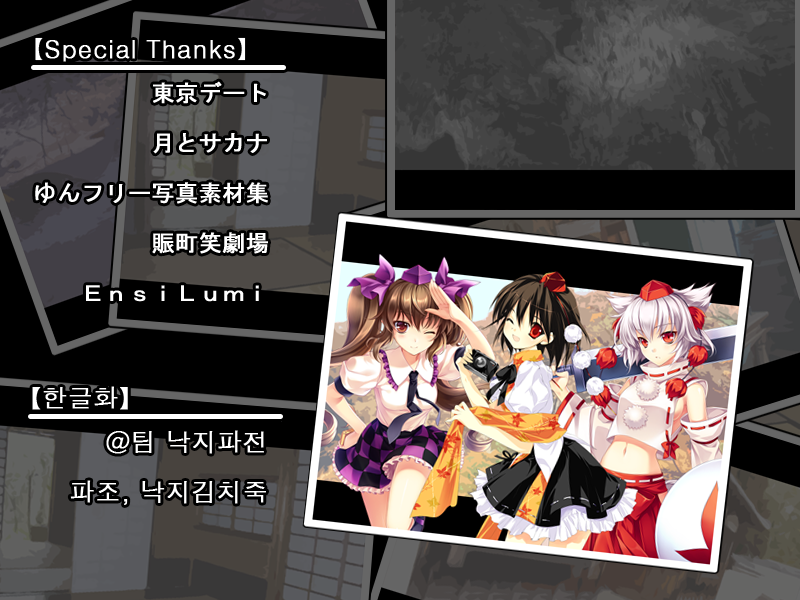 【Special Thanks】
東京デート
月とサカナ
ゆんフリー写真素材集
賑町笑劇場
ＥｎｓｉＬｕｍｉ
【한글화】
@팀 낙지파전
파조, 낙지김치죽